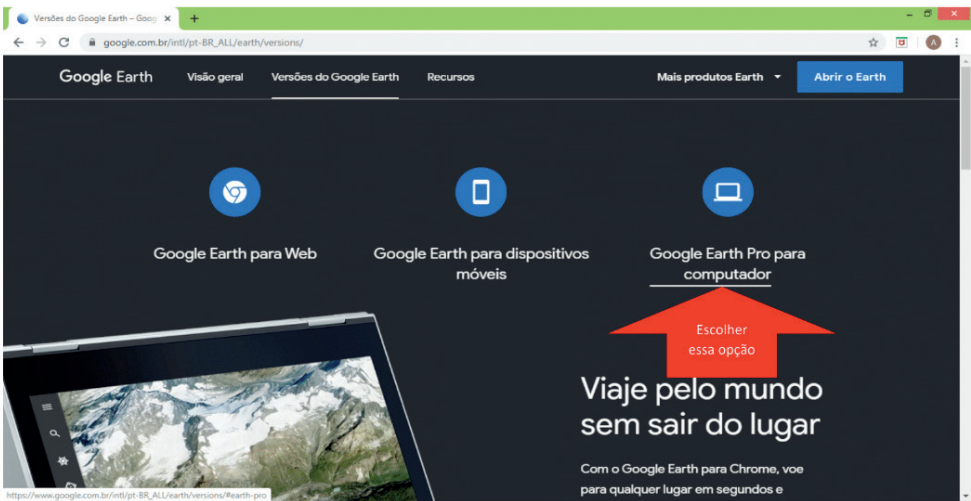 Versões do Google Earth – Goog
google.com.br/intl/pt-BR_ALL/earth/versions/
A
Google Earth
Visão geral
Versões do Google Earth
Recursos
Mais produtos Earth
Abrir o Earth
Google Earth para Web
Google Earth para dispositivos
móveis
Google Earth Pro para
computador
Escolher
essa opção
Viaje pelo mundo
sem sair do lugar
Com o Google Earth para Chrome, voe
para qualquer lugar em segundos e
https://www.google.com.br/intl/pt-BR_ALL/earth/versions/#earth-pro